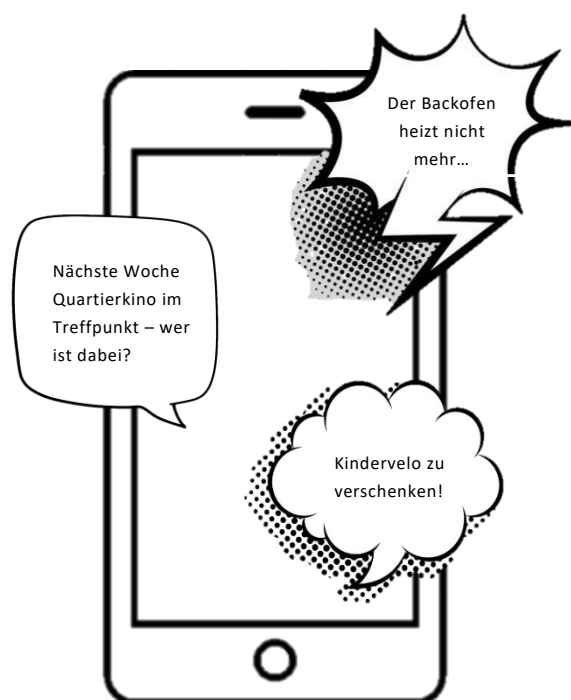 Der Backofen
heizt nicht
mehr…
Nächste Woche
Quartierkino im
Treffpunkt – wer
ist dabei?
Kindervelo zu
verschenken!